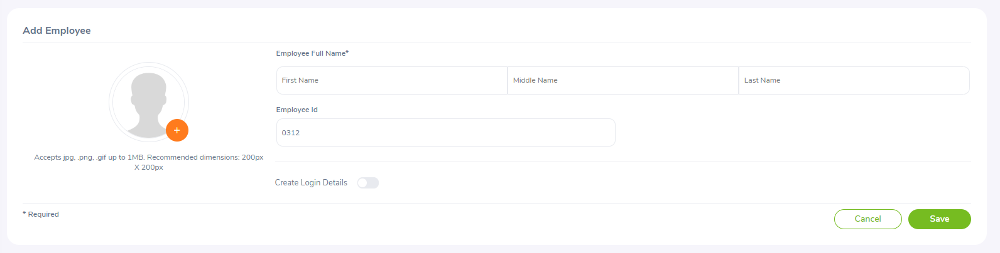 Add Employee
Employee Full Name*
First Name Middle Name Last Name
Employee Id
0312
+
Accepts jpg, .png, .gif up to 1MB. Recommended dimensions: 200px
X 200px
Create Login Details
* Required
Cancel Save